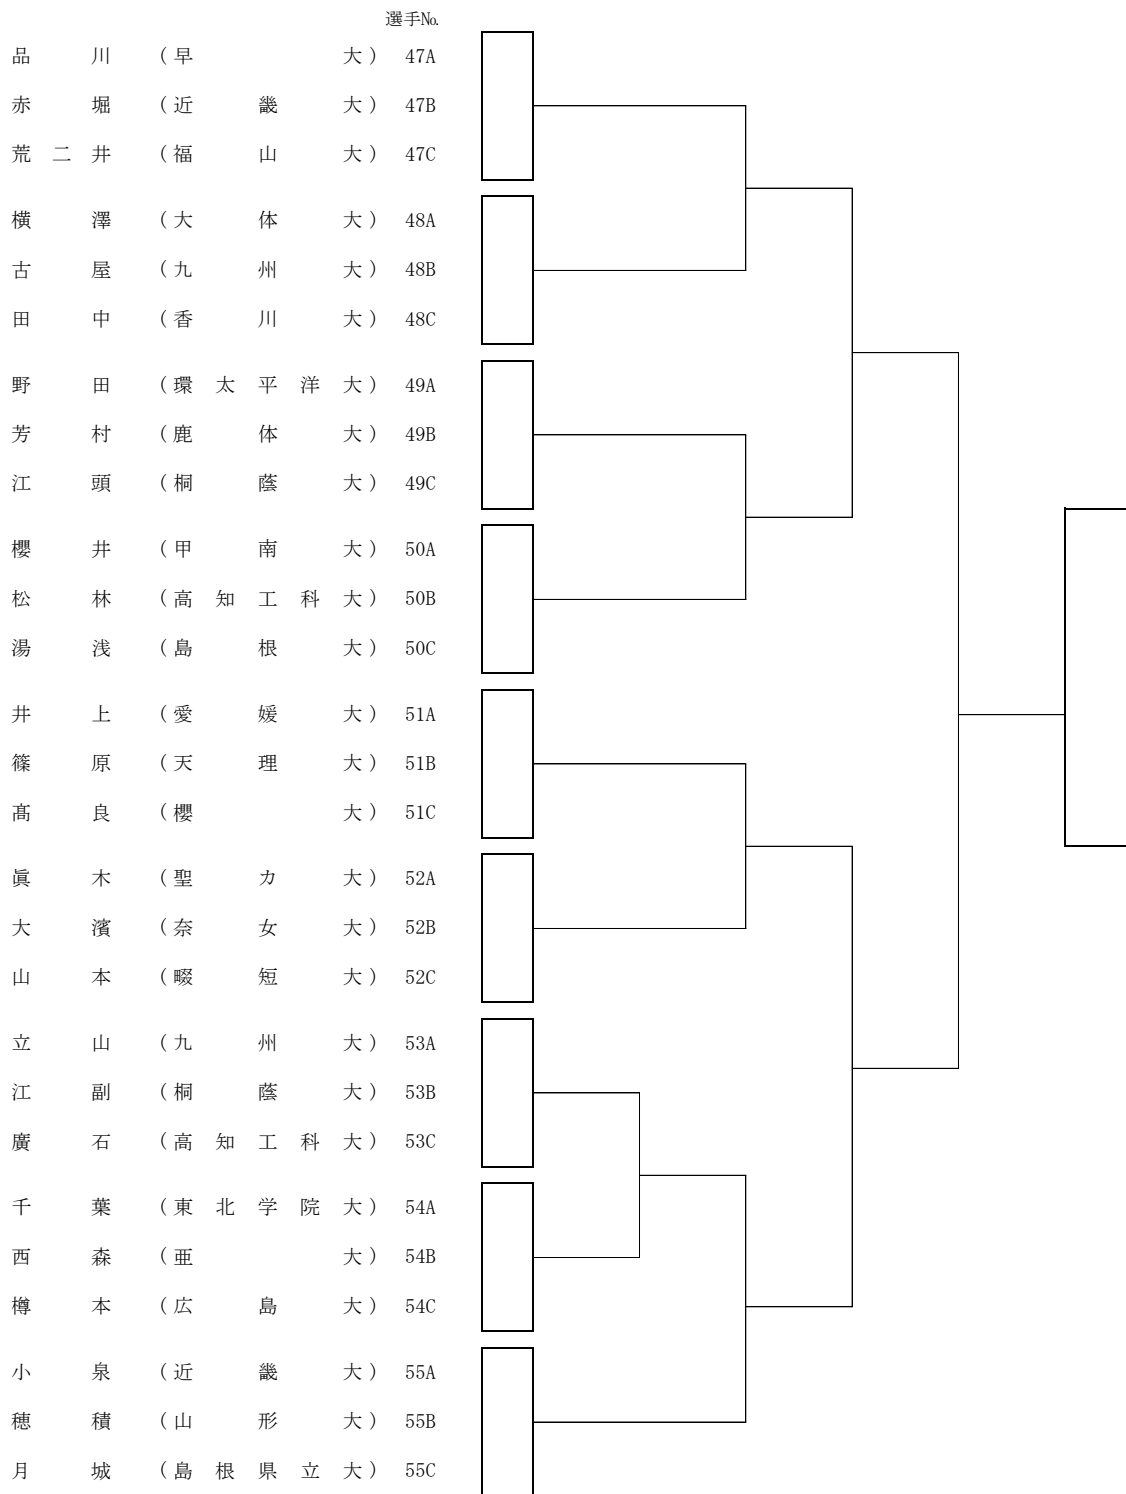 選手№
品川（早大） 47A
赤堀（近畿大） 47B
荒二井（福山大） 47C
横澤（大体大） 48A
古屋（九州大） 48B
田中（香川大） 48C
野田（環太平洋大） 49A
芳村（鹿体大） 49B
江頭（桐蔭大） 49C
櫻井（甲南大） 50A
松林（高知工科大） 50B
湯浅（島根大） 50C
井上（愛媛大） 51A
篠原（天理大） 51B
髙良（櫻大） 51C
眞木（聖カ大） 52A
大濱（奈女大） 52B
山本（畷短大） 52C
立山（九州大） 53A
江副（桐蔭大） 53B
廣石（高知工科大） 53C
千葉（東北学院大） 54A
西森（亜大） 54B
樽本（広島大） 54C
小泉（近畿大） 55A
穂積（山形大） 55B
月城（島根県立大） 55C